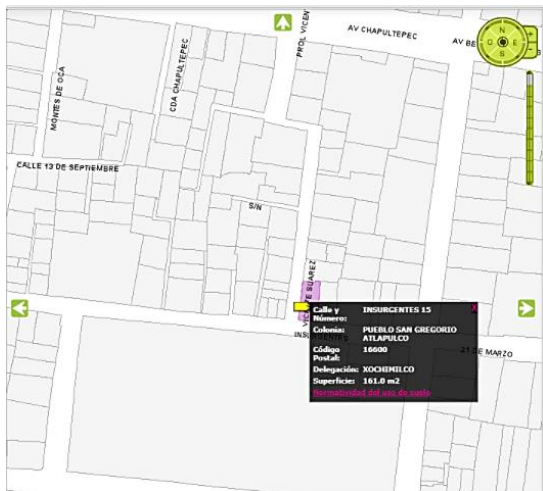 AV CHAPULTEPEC
PROL VICEN
AV BE
N
O E
S
MONTES DE OCA
CDA CHAPULTEPEC
CALLE 13 DE SEPTIEMBRE
S/N
VICENTE SUAREZ
INSURGENTES
21 DE MARZO
Calle y Número: INSURGENTES 15
X
Colonia: PUEBLO SAN GREGORIO
ATLAPULCO
Código Postal: 16600
Delegación: XOCHIMILCO
Superficie: 161.0 m2
Normatividad del uso de suelo